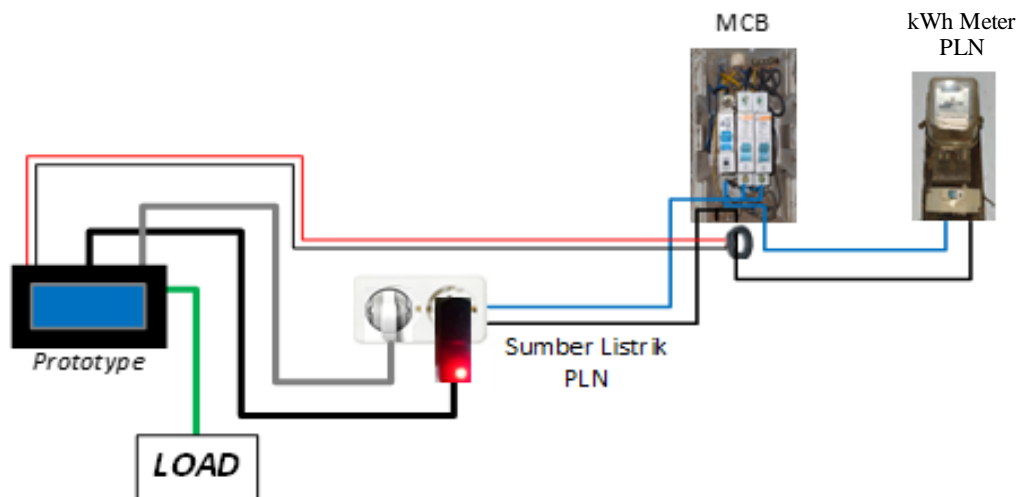 MCB
kWh Meter
PLN
Prototype
Sumber Listrik
PLN
LOAD